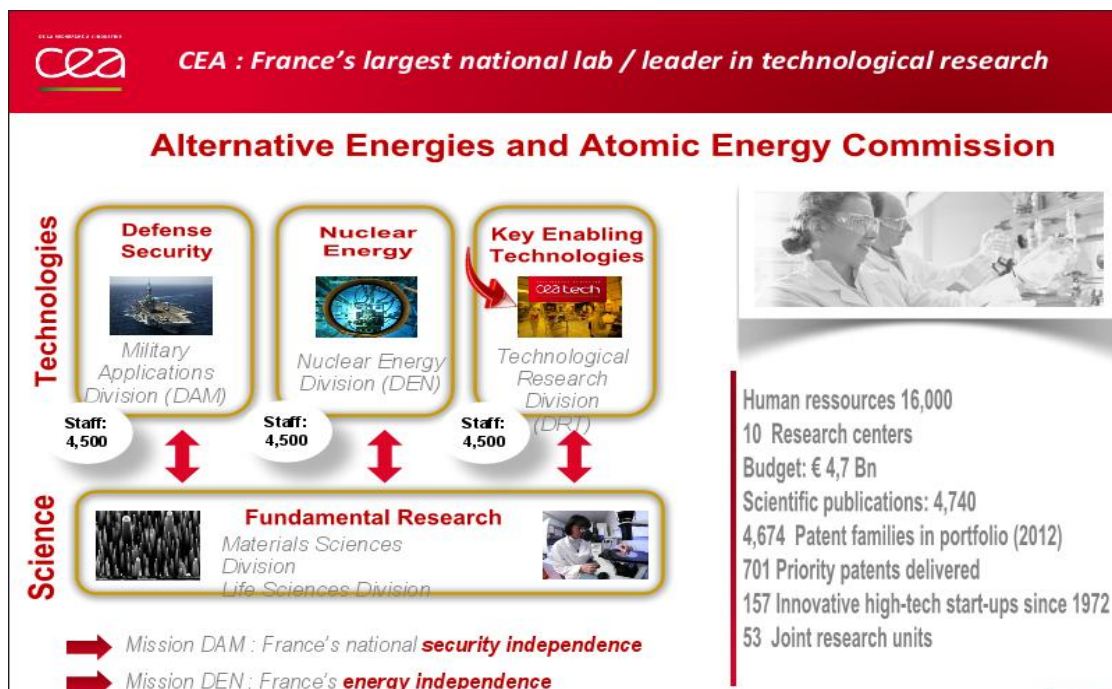 DE LA RECHERCHE À L'INDUSTRIE
cea
CEA : France's largest national lab / leader in technological research
Alternative Energies and Atomic Energy Commission
Technologies
Defense
Security
Military
Applications
Division (DAM)
Staff:
4,500
Nuclear
Energy
Nuclear Energy
Division (DEN)
Staff:
4,500
Key Enabling
Technologies
ceatech
Technological
Research
Division
(DRT)
Staff:
4,500
Science
Fundamental Research
Materials Sciences
Division
Life Sciences Division
Mission DAM : France's national security independence
Mission DEN : France's energy independence
Human ressources 16,000
10 Research centers
Budget: € 4,7 Bn
Scientific publications: 4,740
4,674 Patent families in portfolio (2012)
701 Priority patents delivered
157 Innovative high-tech start-ups since 1972
53 Joint research units